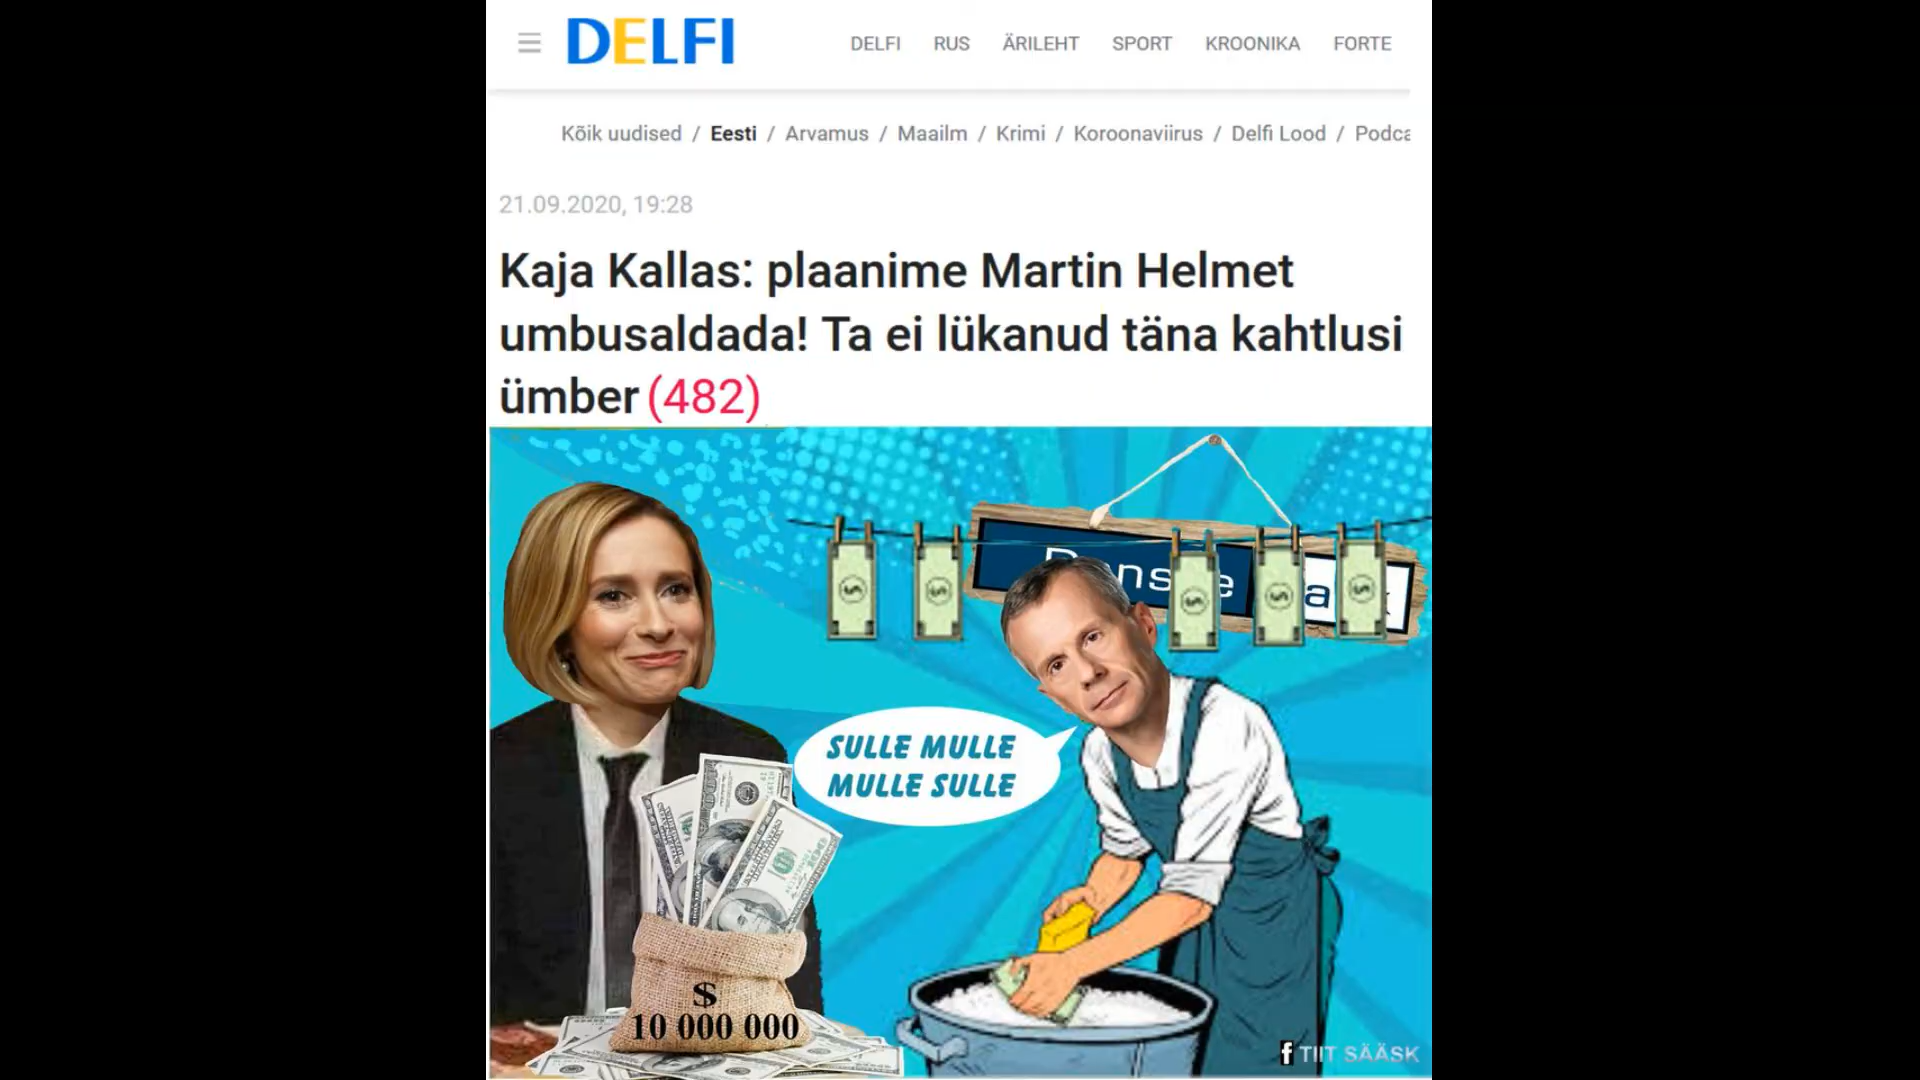 DELFI
DELFI RUS ÄRILEHT SPORT KROONIKA FORTE
Kõik uudised / Eesti / Arvamus / Maailm / Krimi / Koroonaviirus / Delfi Lood / Podca
21.09.2020, 19:28
Kaja Kallas: plaanime Martin Helmet
umbusaldada! Ta ei lükanud täna kahtlusi
ümber (482)
SULLE MULLE
MULLE SULLE
$
10 000 000
TIIT SÄÄSK